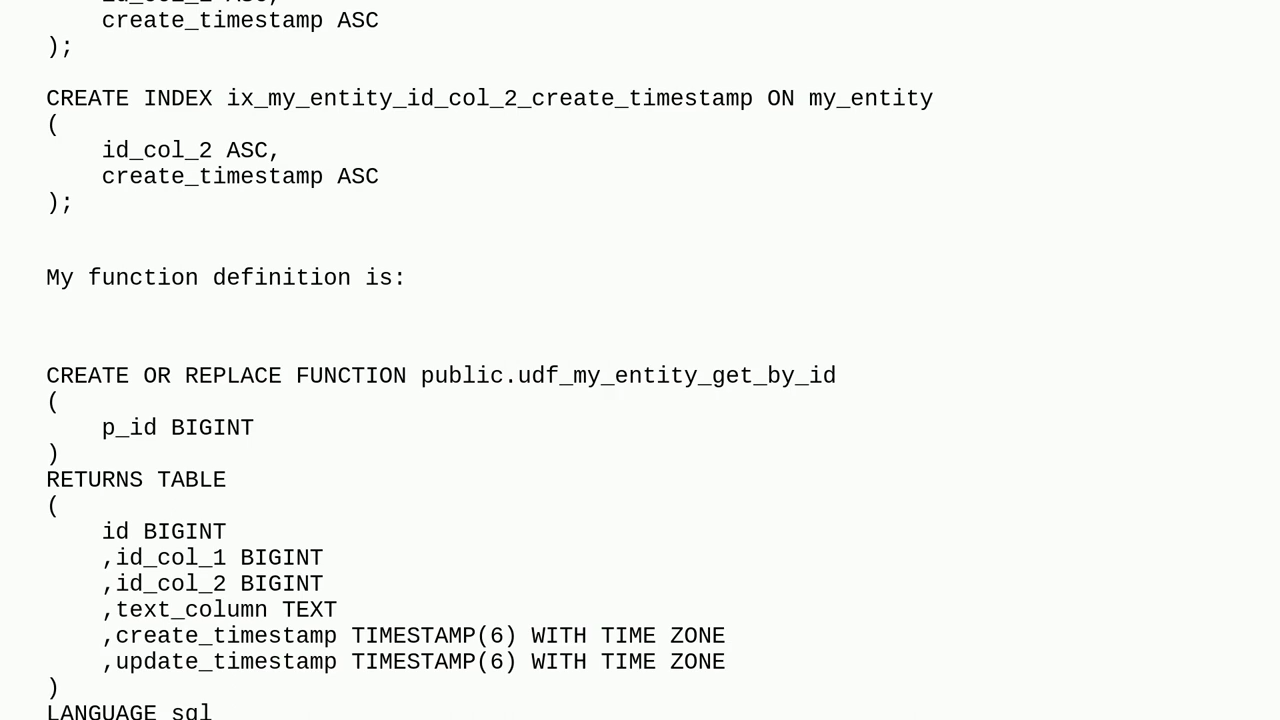 id_col_1 ASC,
    create_timestamp ASC
);

CREATE INDEX ix_my_entity_id_col_2_create_timestamp ON my_entity
(
    id_col_2 ASC,
    create_timestamp ASC
);

My function definition is:

CREATE OR REPLACE FUNCTION public.udf_my_entity_get_by_id
(
    p_id BIGINT
)
RETURNS TABLE
(
    id BIGINT
    ,id_col_1 BIGINT
    ,id_col_2 BIGINT
    ,text_column TEXT
    ,create_timestamp TIMESTAMP(6) WITH TIME ZONE
    ,update_timestamp TIMESTAMP(6) WITH TIME ZONE
)
LANGUAGE sql